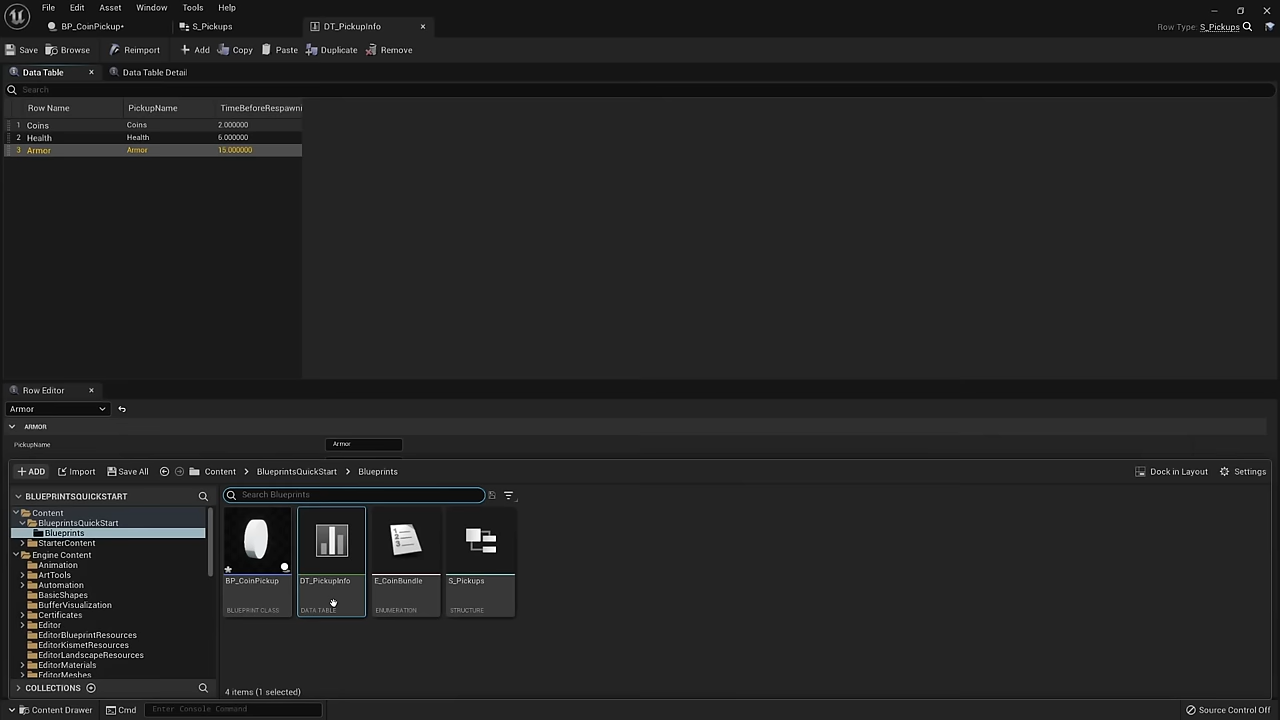 File Edit Asset Window Tools Help
BP_CoinPickup* S_Pickups DT_PickupInfo Row Type: S_Pickups
Save Browse Reimport Add Copy Paste Duplicate Remove
Data Table Data Table Detail
Search
Row Name PickupName TimeBeforeRespawni
1 Coins Coins 2.000000
2 Health Health 6.000000
3 Armor Armor 15.000000
Row Editor
Armor
ARMOR
PickupName Armor
ADD Import Save All Content BlueprintsQuickStart Blueprints Dock in Layout Settings
BLUEPRINTSQUICKSTART Search Blueprints
Content
BlueprintsQuickStart
Blueprints
StarterContent
Engine Content
Animation
ArtTools
Automation
BasicShapes
BufferVisualization
Certificates
Editor
EditorBlueprintResources
EditorKismetResources
EditorLandscapeResources
EditorMaterials
EditorMeshes
BP_CoinPickup DT_PickupInfo E_CoinBundle S_Pickups
BLUEPRINT CLASS DATA TABLE ENUMERATION STRUCTURE
COLLECTIONS 4 items (1 selected)
Content Drawer Cmd Enter Console Command Source Control Off